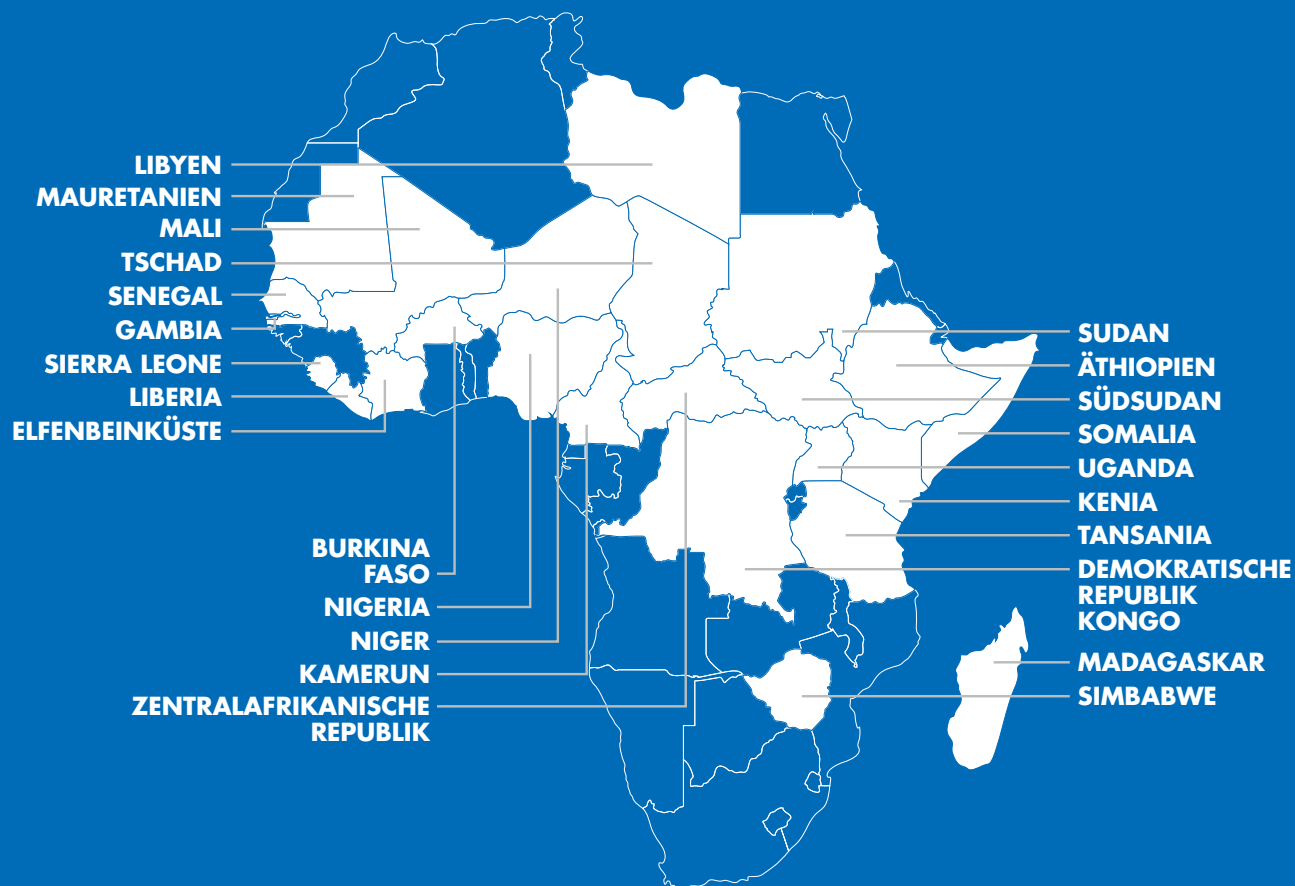 LIBYEN
MAURETANIEN
MALI
TSCHAD
SENEGAL
GAMBIA
SIERRA LEONE
LIBERIA
ELFENBEINKÜSTE
BURKINA
FASO
NIGERIA
NIGER
KAMERUN
ZENTRALAFRIKANISCHE
REPUBLIK
SUDAN
ÄTHIOPIEN
SÜDSUDAN
SOMALIA
UGANDA
KENIA
TANSANIA
DEMOKRATISCHE
REPUBLIK
KONGO
MADAGASKAR
SIMBABWE